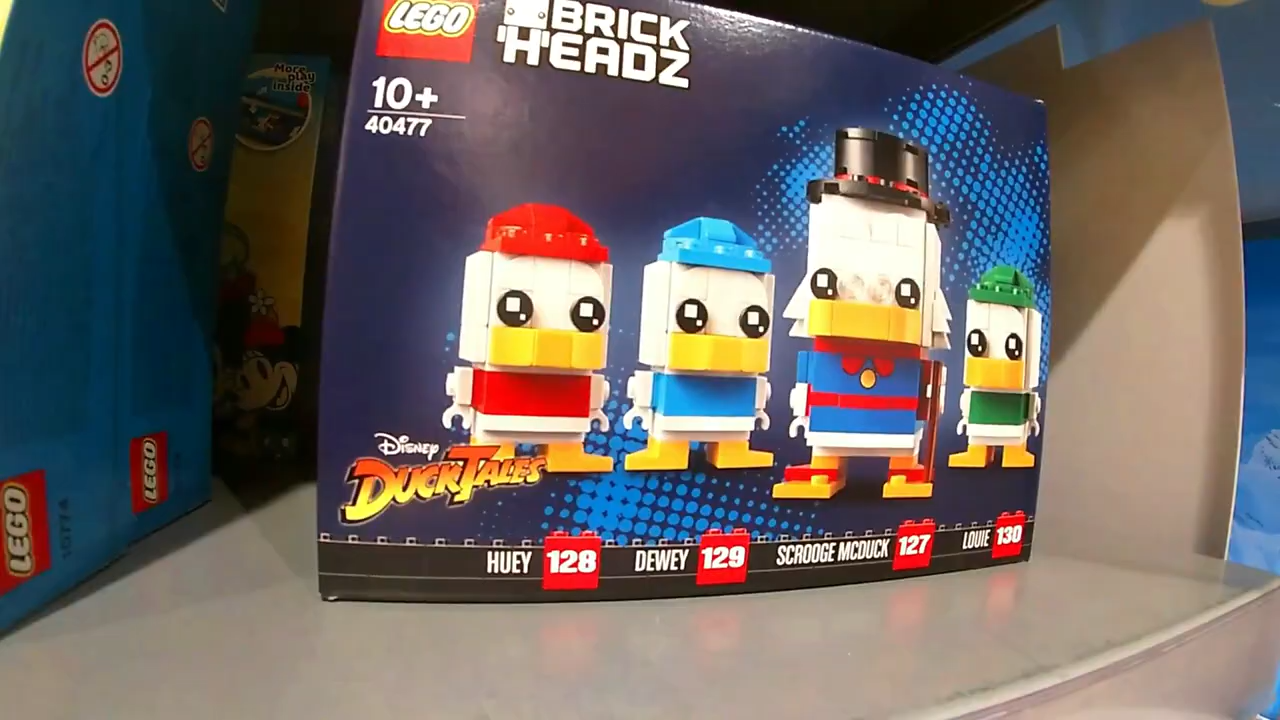 LEGO
BRICK
HEADZ
10+
40477
More
play
inside
Disney
DUCKTALES
HUEY 128
DEWEY 129
SCROOGE MCDUCK 127
LOUIE 130
LEGO
LEGO
10774